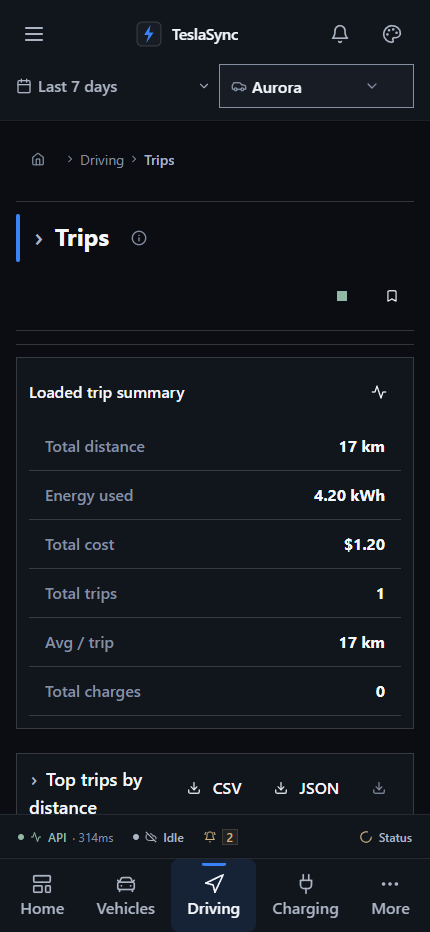 TeslaSync
Last 7 days
Aurora
Driving
Trips
Trips
Loaded trip summary
Total distance 17 km
Energy used 4.20 kWh
Total cost $1.20
Total trips 1
Avg / trip 17 km
Total charges 0
Top trips by
distance
CSV JSON
API · 314ms Idle 2 Status
Home Vehicles Driving Charging More